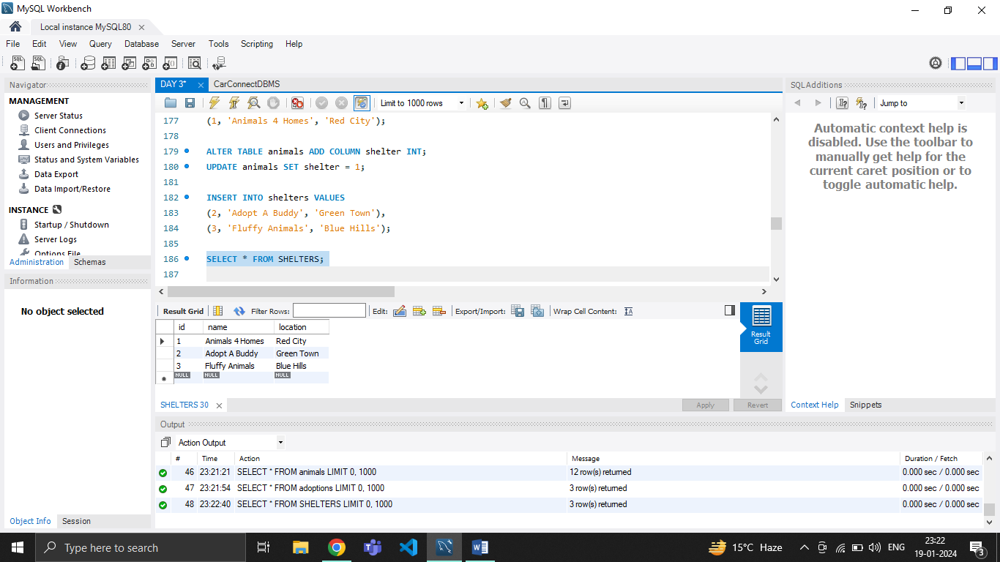 MySQL Workbench
Local instance MySQL80
File Edit View Query Database Server Tools Scripting Help
Navigator
MANAGEMENT
Server Status
Client Connections
Users and Privileges
Status and System Variables
Data Export
Data Import/Restore
INSTANCE
Startup / Shutdown
Server Logs
Options File
Administration Schemas
Information
No object selected
Object Info Session
DAY 3* CarConnectDBMS
Limit to 1000 rows
177 (1, 'Animals 4 Homes', 'Red City');
178
179 ALTER TABLE animals ADD COLUMN shelter INT;
180 UPDATE animals SET shelter = 1;
181
182 INSERT INTO shelters VALUES
183 (2, 'Adopt A Buddy', 'Green Town'),
184 (3, 'Fluffy Animals', 'Blue Hills');
185
186 SELECT * FROM SHELTERS;
187
Result Grid Filter Rows: Edit: Export/Import: Wrap Cell Content:
id name location
1 Animals 4 Homes Red City
2 Adopt A Buddy Green Town
3 Fluffy Animals Blue Hills
NULL NULL NULL
Result
Grid
SHELTERS 30
Apply Revert
SQLAdditions
Jump to
Automatic context help is
disabled. Use the toolbar to
manually get help for the
current caret position or to
toggle automatic help.
Context Help Snippets
Output
Action Output
# Time Action Message Duration / Fetch
46 23:21:21 SELECT * FROM animals LIMIT 0, 1000 12 row(s) returned 0.000 sec / 0.000 sec
47 23:21:54 SELECT * FROM adoptions LIMIT 0, 1000 3 row(s) returned 0.000 sec / 0.000 sec
48 23:22:40 SELECT * FROM SHELTERS LIMIT 0, 1000 3 row(s) returned 0.000 sec / 0.000 sec
Type here to search
15°C Haze
ENG
23:22
19-01-2024
3